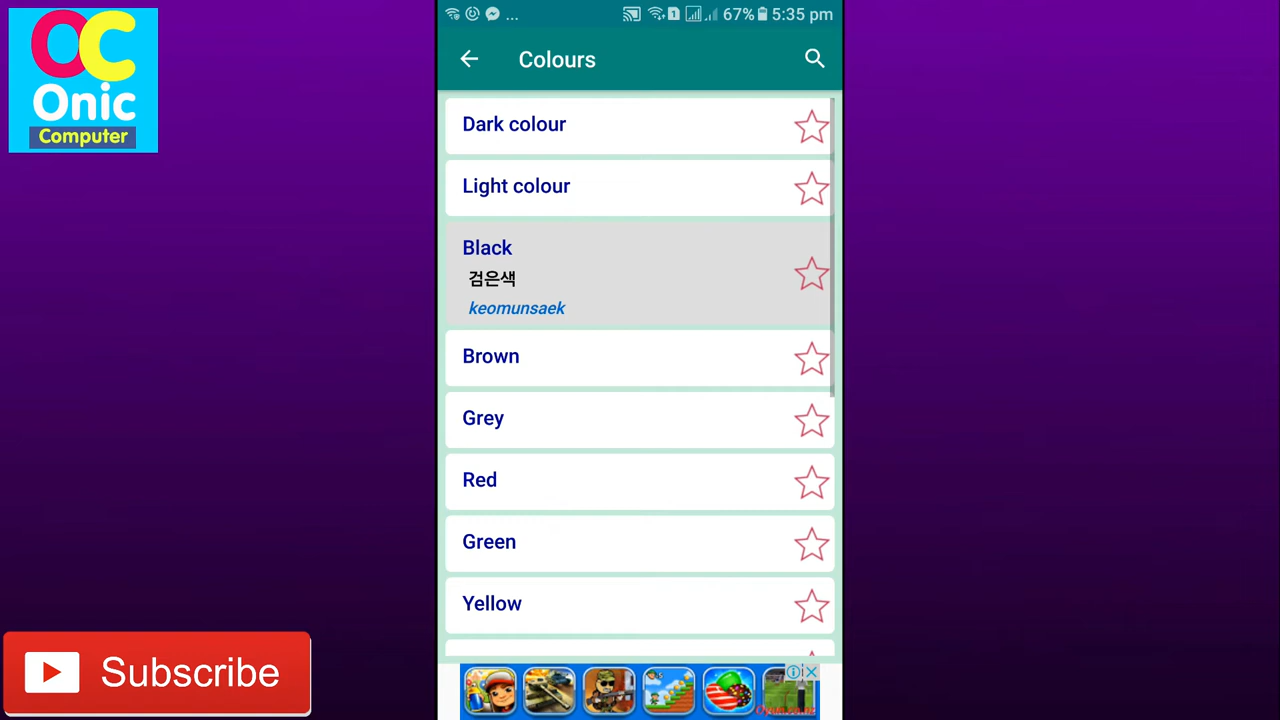 OC
Onic
Computer
... 1 67% 5:35 pm
Colours
Dark colour
Light colour
Black
검은색
keomunsaek
Brown
Grey
Red
Green
Yellow
Subscribe